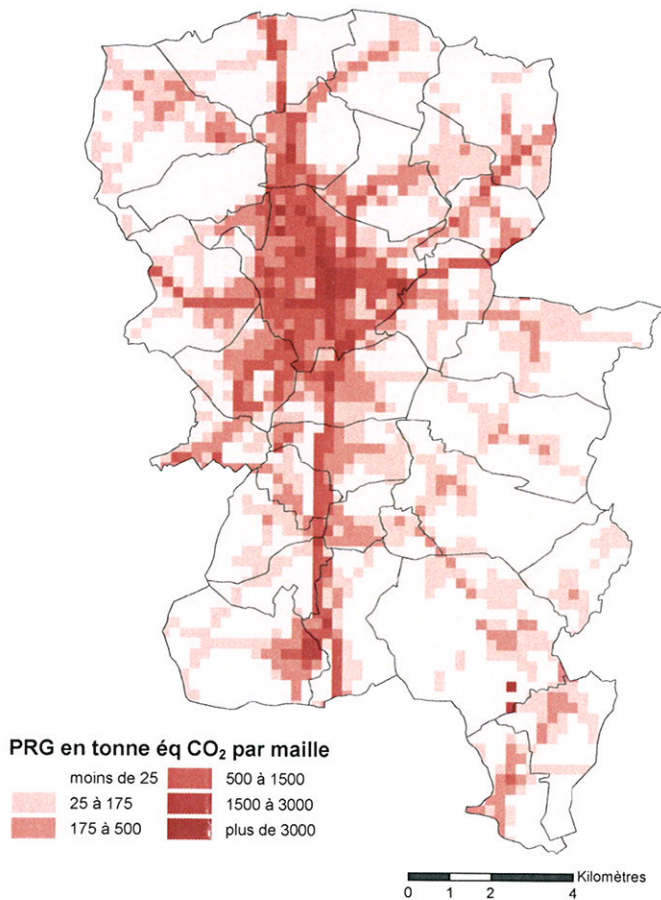 PRG en tonne éq CO₂ par maille
moins de 25
25 à 175
175 à 500
500 à 1500
1500 à 3000
plus de 3000
Kilomètres
0 1 2 4